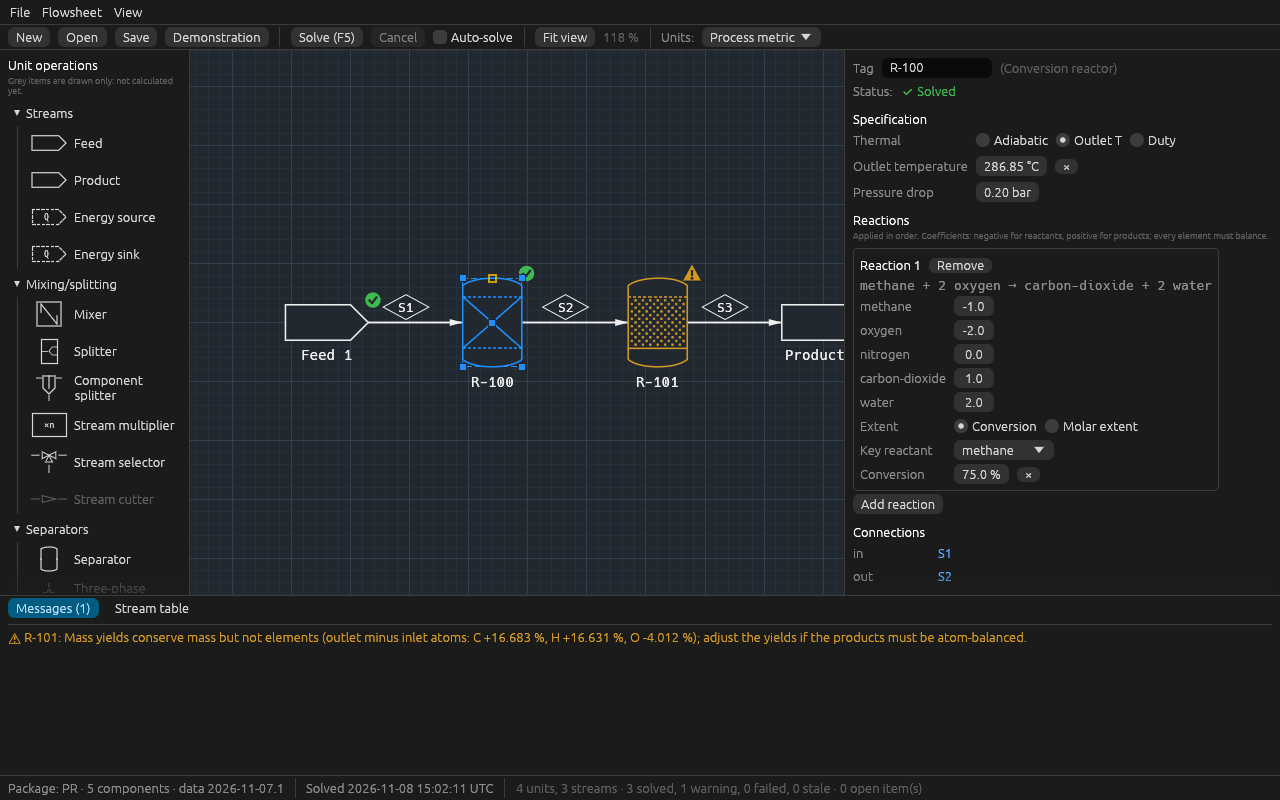 File Flowsheet View
New Open Save Demonstration Solve (F5) Cancel Auto-solve Fit view 118 % Units: Process metric
Unit operations
Grey items are drawn only: not calculated
yet.
Streams
Feed
Product
Energy source
Energy sink
Q
Q
Mixing/splitting
Mixer
Splitter
Component
splitter
×n Stream multiplier
Stream selector
Stream cutter
Separators
Separator
Three-phase
S1
S2
S3
Feed 1
R-100
R-101
Product
Tag R-100 (Conversion reactor)
Status: ✓ Solved
Specification
Thermal Adiabatic Outlet T Duty
Outlet temperature 286.85 °C ×
Pressure drop 0.20 bar
Reactions
Applied in order. Coefficients: negative for reactants, positive for products; every element must balance.
Reaction 1 Remove
methane + 2 oxygen → carbon-dioxide + 2 water
methane -1.0
oxygen -2.0
nitrogen 0.0
carbon-dioxide 1.0
water 2.0
Extent Conversion Molar extent
Key reactant methane
Conversion 75.0 % ×
Add reaction
Connections
in S1
out S2
Messages (1) Stream table
⚠ R-101: Mass yields conserve mass but not elements (outlet minus inlet atoms: C +16.683 %, H +16.631 %, O -4.012 %); adjust the yields if the products must be atom-balanced.
Package: PR · 5 components · data 2026-11-07.1 Solved 2026-11-08 15:02:11 UTC 4 units, 3 streams · 3 solved, 1 warning, 0 failed, 0 stale · 0 open item(s)